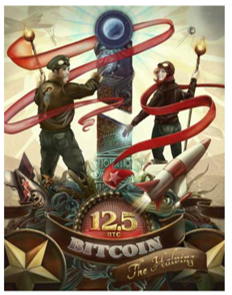 12.5
BTC
BITCOIN
The Halving